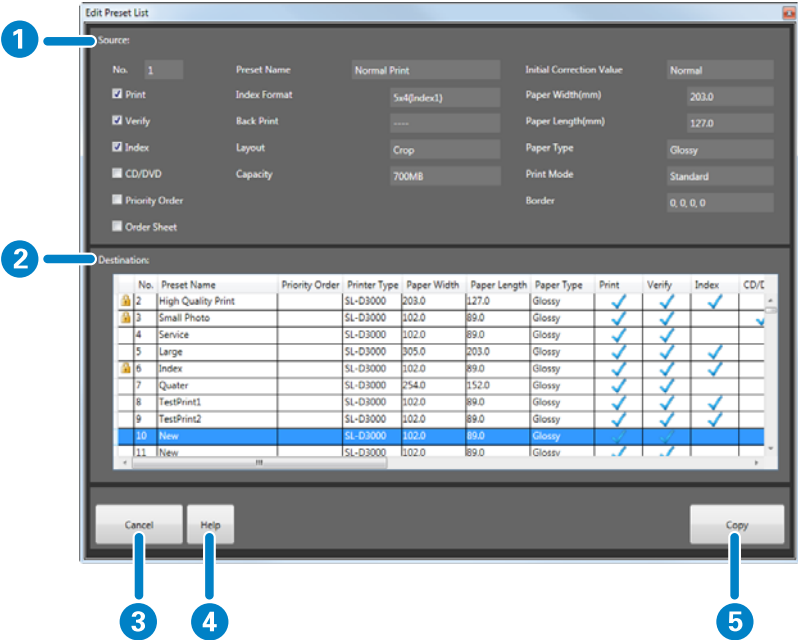 Edit Preset List
1
Source:
No. 1 Preset Name Normal Print Initial Correction Value Normal
Print Index Format 5x4(Index1) Paper Width(mm) 203.0
Verify Back Print ---- Paper Length(mm) 127.0
Index Layout Crop Paper Type Glossy
CD/DVD Capacity 700MB Print Mode Standard
Priority Order Border 0, 0, 0, 0
Order Sheet
2
Destination:
No. Preset Name Priority Order Printer Type Paper Width Paper Length Paper Type Print Verify Index
2 High Quality Print SL-D3000 203.0 127.0 Glossy
3 Small Photo SL-D3000 102.0 89.0 Glossy
4 Service SL-D3000 102.0 89.0 Glossy
5 Large SL-D3000 305.0 203.0 Glossy
6 Index SL-D3000 102.0 89.0 Glossy
7 Quater SL-D3000 254.0 152.0 Glossy
8 TestPrint1 SL-D3000 102.0 89.0 Glossy
9 TestPrint2 SL-D3000 102.0 89.0 Glossy
10 New SL-D3000 102.0 89.0 Glossy
11 New SL-D3000 102.0 89.0 Glossy
Cancel Help Copy
3 4 5